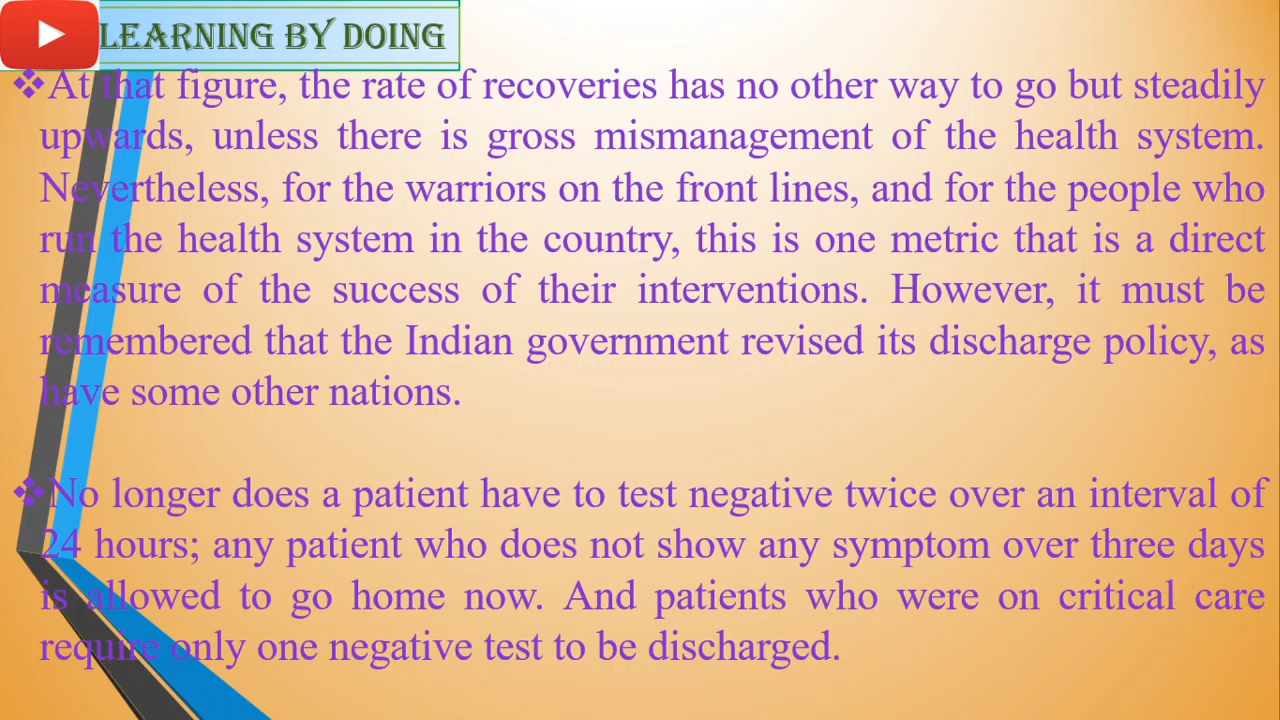 LEARNING BY DOING
❖At that figure, the rate of recoveries has no other way to go but steadily
upwards, unless there is gross mismanagement of the health system.
Nevertheless, for the warriors on the front lines, and for the people who
run the health system in the country, this is one metric that is a direct
measure of the success of their interventions. However, it must be
remembered that the Indian government revised its discharge policy, as
have some other nations.
❖No longer does a patient have to test negative twice over an interval of
24 hours; any patient who does not show any symptom over three days
is allowed to go home now. And patients who were on critical care
require only one negative test to be discharged.